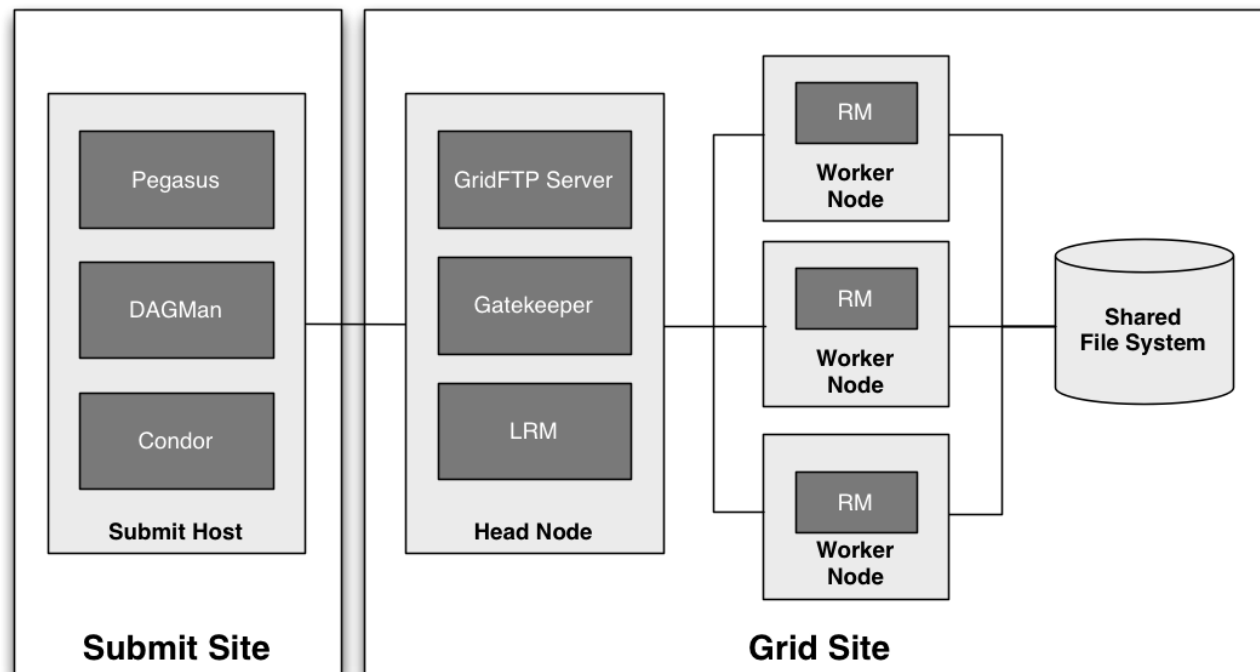 Pegasus
DAGMan
Condor
Submit Host
Submit Site
GridFTP Server
Gatekeeper
LRM
Head Node
RM
Worker
Node
RM
Worker
Node
RM
Worker
Node
Shared
File System
Grid Site